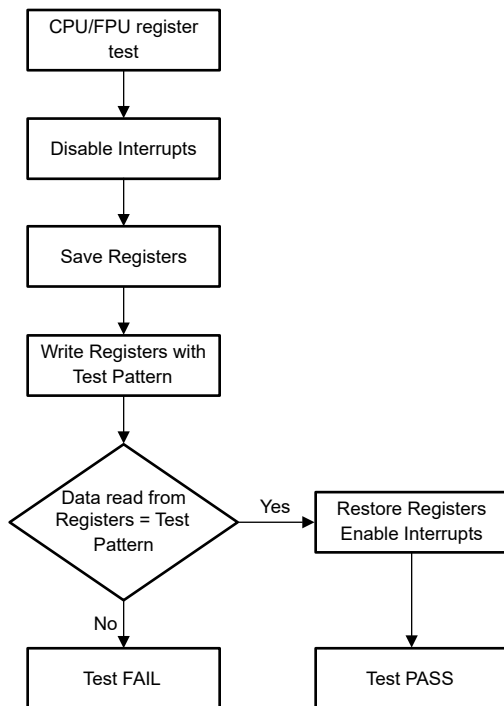 CPU/FPU register
test
Disable Interrupts
Save Registers
Write Registers with
Test Pattern
Data read from
Registers = Test
Pattern
Yes
Restore Registers
Enable Interrupts
No
Test FAIL
Test PASS